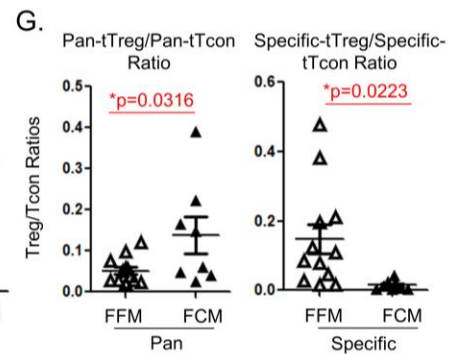 G.
Pan-tTreg/Pan-tTcon
Ratio
Treg/Tcon Ratios
0.5
0.4
0.3
0.2
0.1
0.0
*p=0.0316
FFM FCM
Pan
Specific-tTreg/Specific-
tTcon Ratio
0.6
0.4
0.2
0.0
*p=0.0223
FFM FCM
Specific